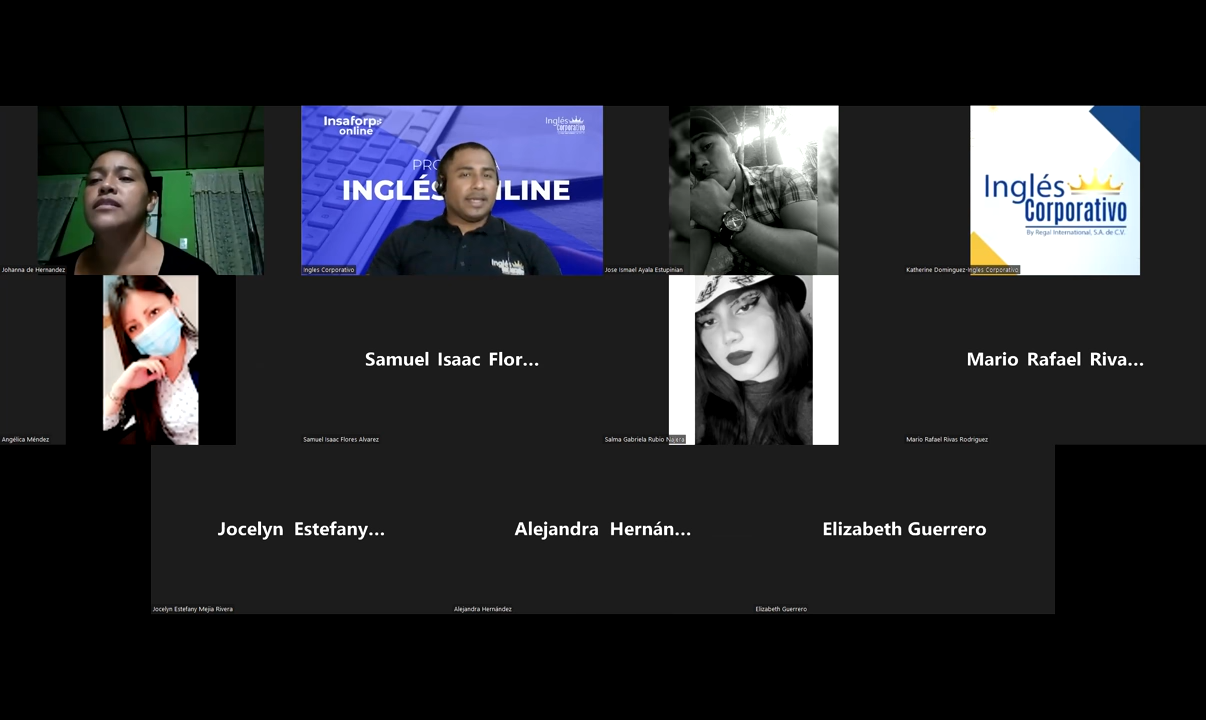 Insaforp
online
Inglés
Corporativo
INGLÉS
NLINE
Inglés
Corporativo
By Regal International, S.A. de C.V.
Johanna de Hernandez
Ingles Corporativo
Jose Ismael Ayala Estupinian
Katherine Dominguez-Ingles Corporativo
Samuel Isaac Flor...
Mario Rafael Riva...
Angélica Méndez
Samuel Isaac Flores Alvarez
Salma Gabriela Rubio Najera
Mario Rafael Rivas Rodriguez
Jocelyn Estefany...
Alejandra Hernán...
Elizabeth Guerrero
Jocelyn Estefany Mejia Rivera
Alejandra Hernández
Elizabeth Guerrero